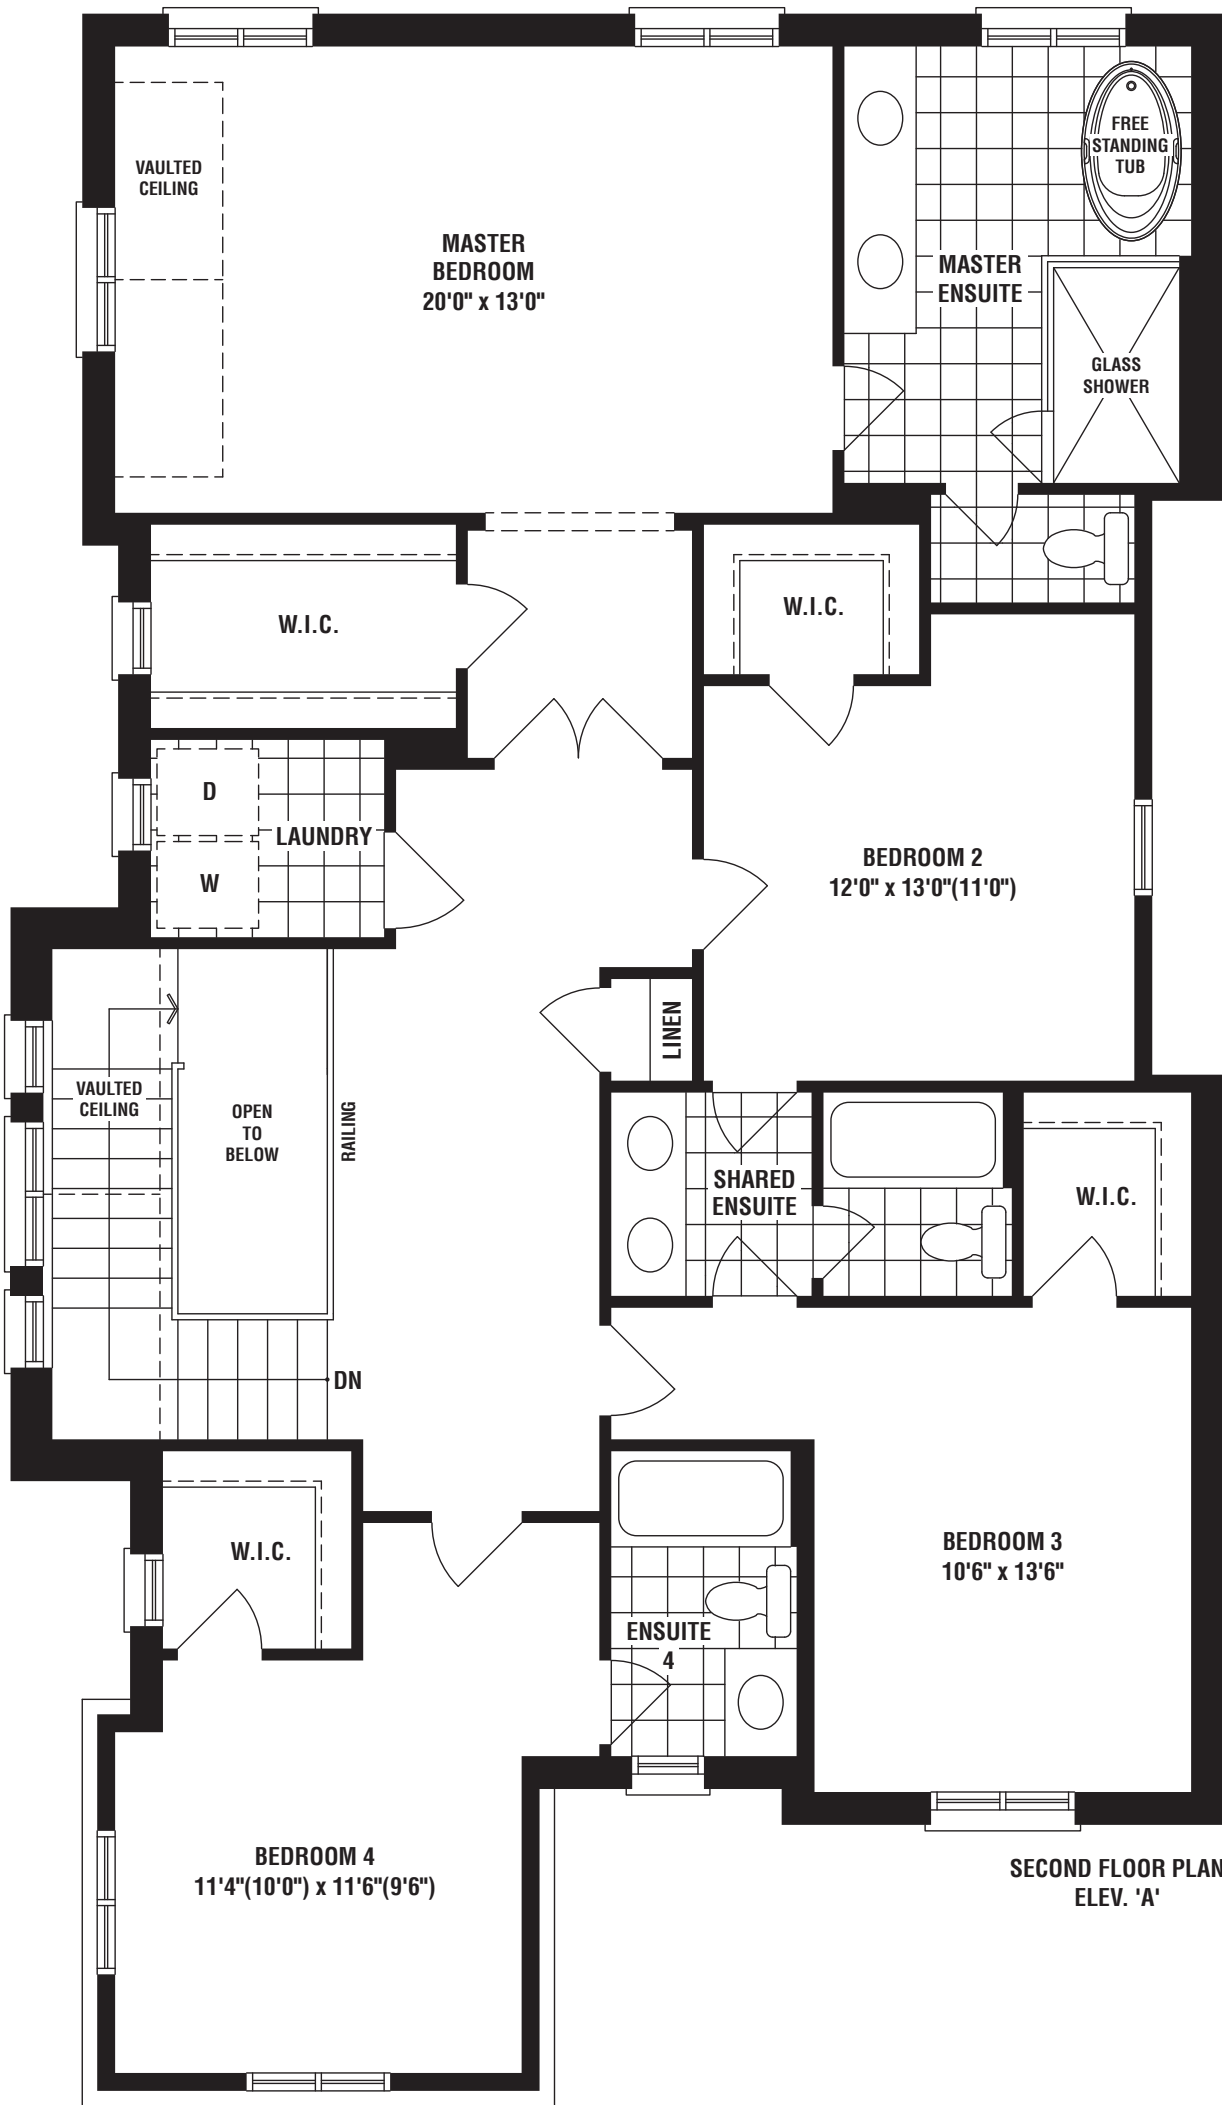 FREE
STANDING
TUB
VAULTED
CEILING
MASTER
BEDROOM
20'0" x 13'0"
MASTER
ENSUITE
GLASS
SHOWER
W.I.C.
W.I.C.
D
LAUNDRY
W
BEDROOM 2
12'0" x 13'0"(11'0")
LINEN
VAULTED
CEILING
OPEN
TO
BELOW
RAILING
SHARED
ENSUITE
W.I.C.
DN
W.I.C.
BEDROOM 3
10'6" x 13'6"
ENSUITE
4
BEDROOM 4
11'4"(10'0") x 11'6"(9'6")
SECOND FLOOR PLAN
ELEV. 'A'